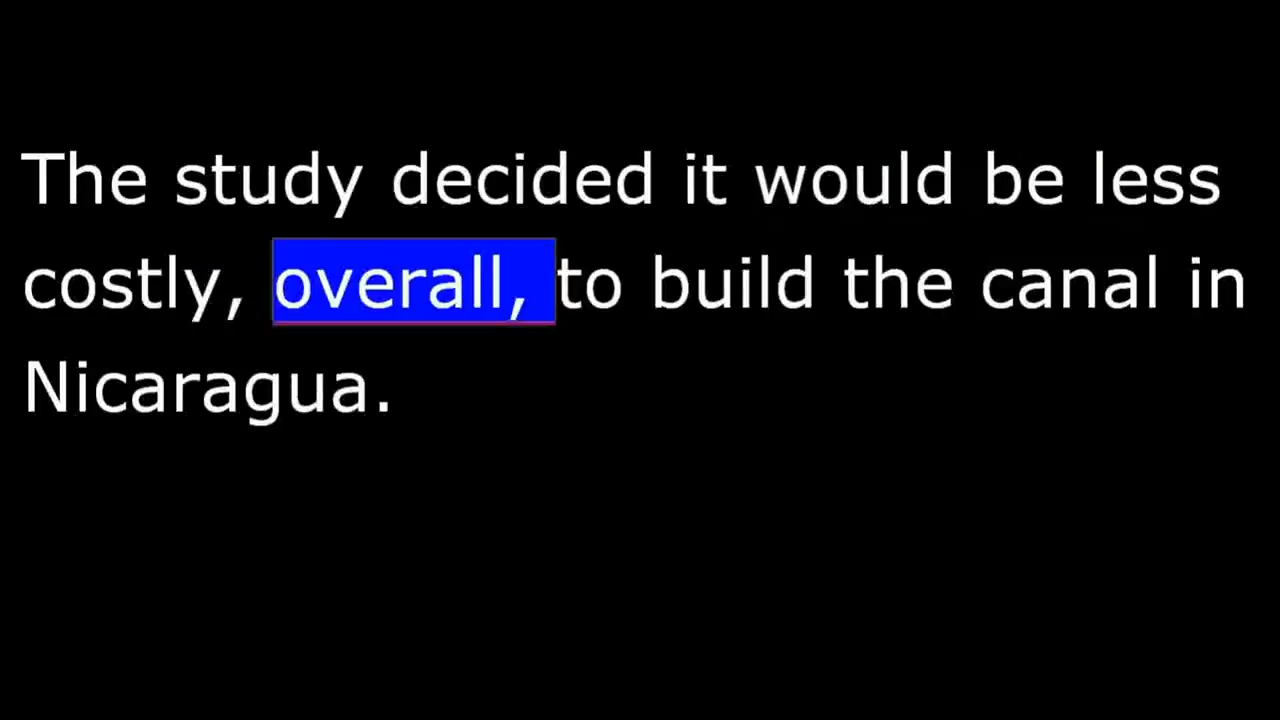 The study decided it would be less
costly, overall, to build the canal in
Nicaragua.